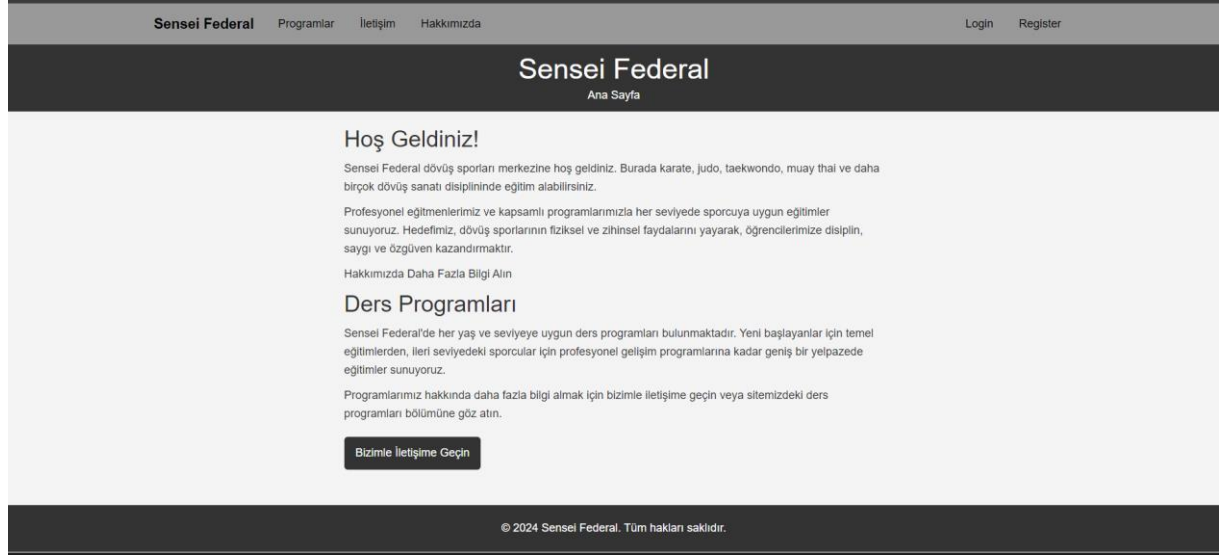 Sensei Federal Programlar İletişim Hakkımızda Login Register
Sensei Federal
Ana Sayfa
Hoş Geldiniz!
Sensei Federal dövüş sporları merkezine hoş geldiniz. Burada karate, judo, taekwondo, muay thai ve daha
birçok dövüş sanatı disiplininde eğitim alabilirsiniz.
Profesyonel eğitmenlerimiz ve kapsamlı programlarımızla her seviyede sporcuya uygun eğitimler
sunuyoruz. Hedefimiz, dövüş sporlarının fiziksel ve zihinsel faydalarını yayarak, öğrencilerimize disiplin,
saygı ve özgüven kazandırmaktır.
Hakkımızda Daha Fazla Bilgi Alın
Ders Programları
Sensei Federal'de her yaş ve seviyeye uygun ders programları bulunmaktadır. Yeni başlayanlar için temel
eğitimlerden, ileri seviyedeki sporcular için profesyonel gelişim programlarına kadar geniş bir yelpazede
eğitimler sunuyoruz.
Programlarımız hakkında daha fazla bilgi almak için bizimle iletişime geçin veya sitemizdeki ders
programları bölümüne göz atın.
Bizimle İletişime Geçin
© 2024 Sensei Federal. Tüm hakları saklıdır.